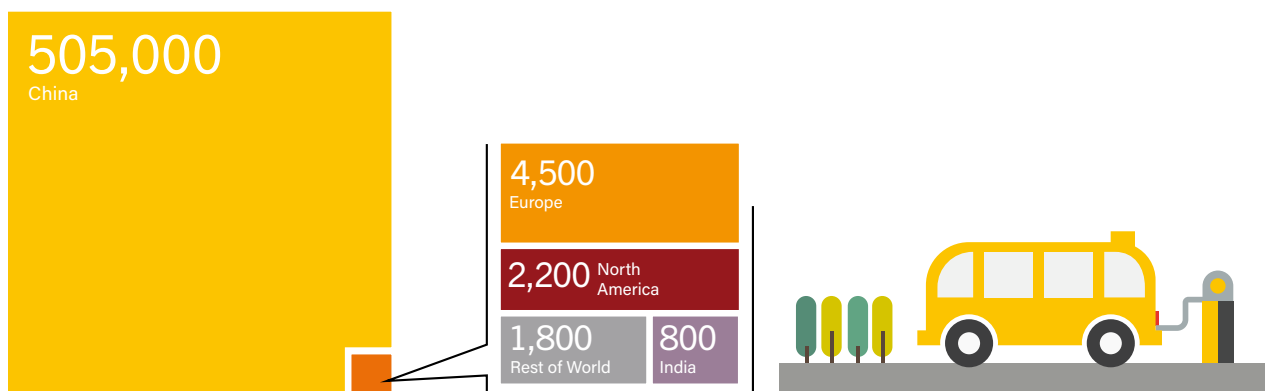 505,000
China
4,500
Europe
2,200 North
America
1,800
Rest of World
800
India